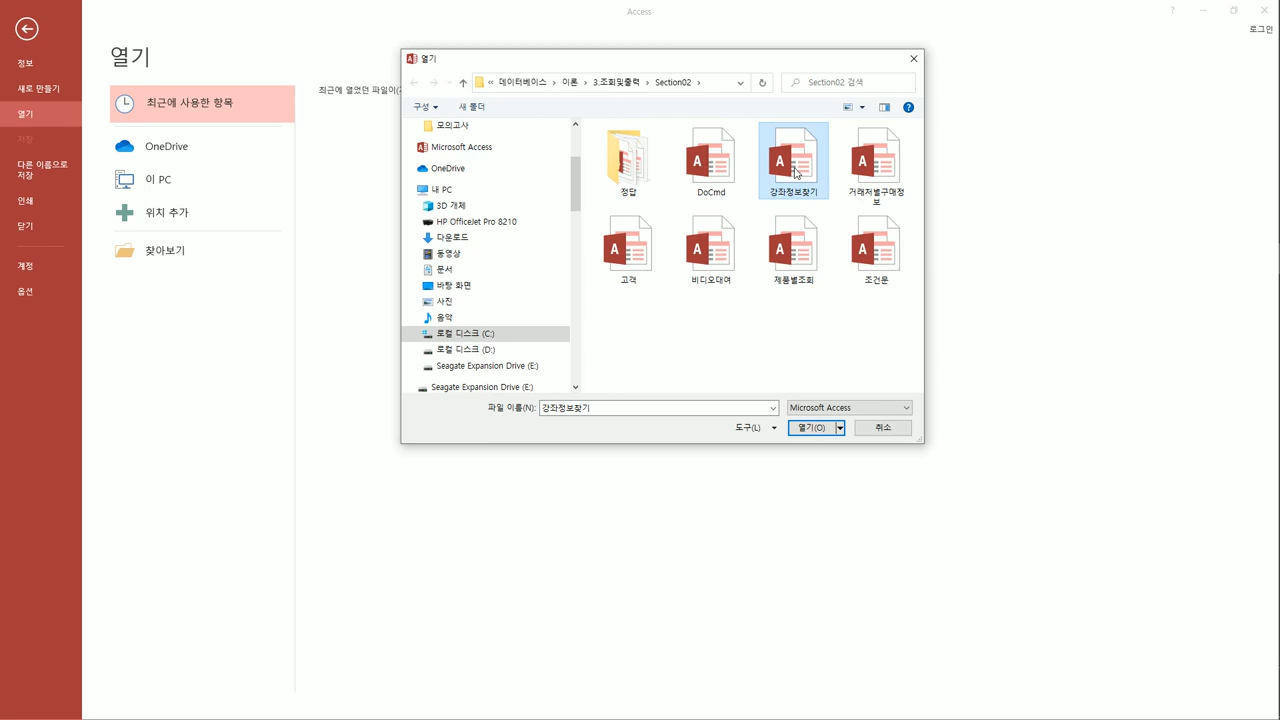 Access
?
로그인
정보
새로 만들기
열기
저장
다른 이름으로
저장
인쇄
닫기
계정
옵션
열기
최근에 사용한 항목
OneDrive
이 PC
위치 추가
찾아보기
최근에 열었던 파일이(가
열기
« 데이터베이스 › 이론 › 3.조회및출력 › Section02 ›
Section02 검색
구성
새 폴더
모의고사
Microsoft Access
OneDrive
내 PC
3D 개체
HP OfficeJet Pro 8210
다운로드
동영상
문서
바탕 화면
사진
음악
로컬 디스크 (C:)
로컬 디스크 (D:)
Seagate Expansion Drive (E:)
Seagate Expansion Drive (E:)
정답
DoCmd
강좌정보찾기
거래처별구매정
보
고객
비디오대여
제품별조회
조건문
파일 이름(N):
강좌정보찾기
Microsoft Access
도구(L)
열기(O)
취소